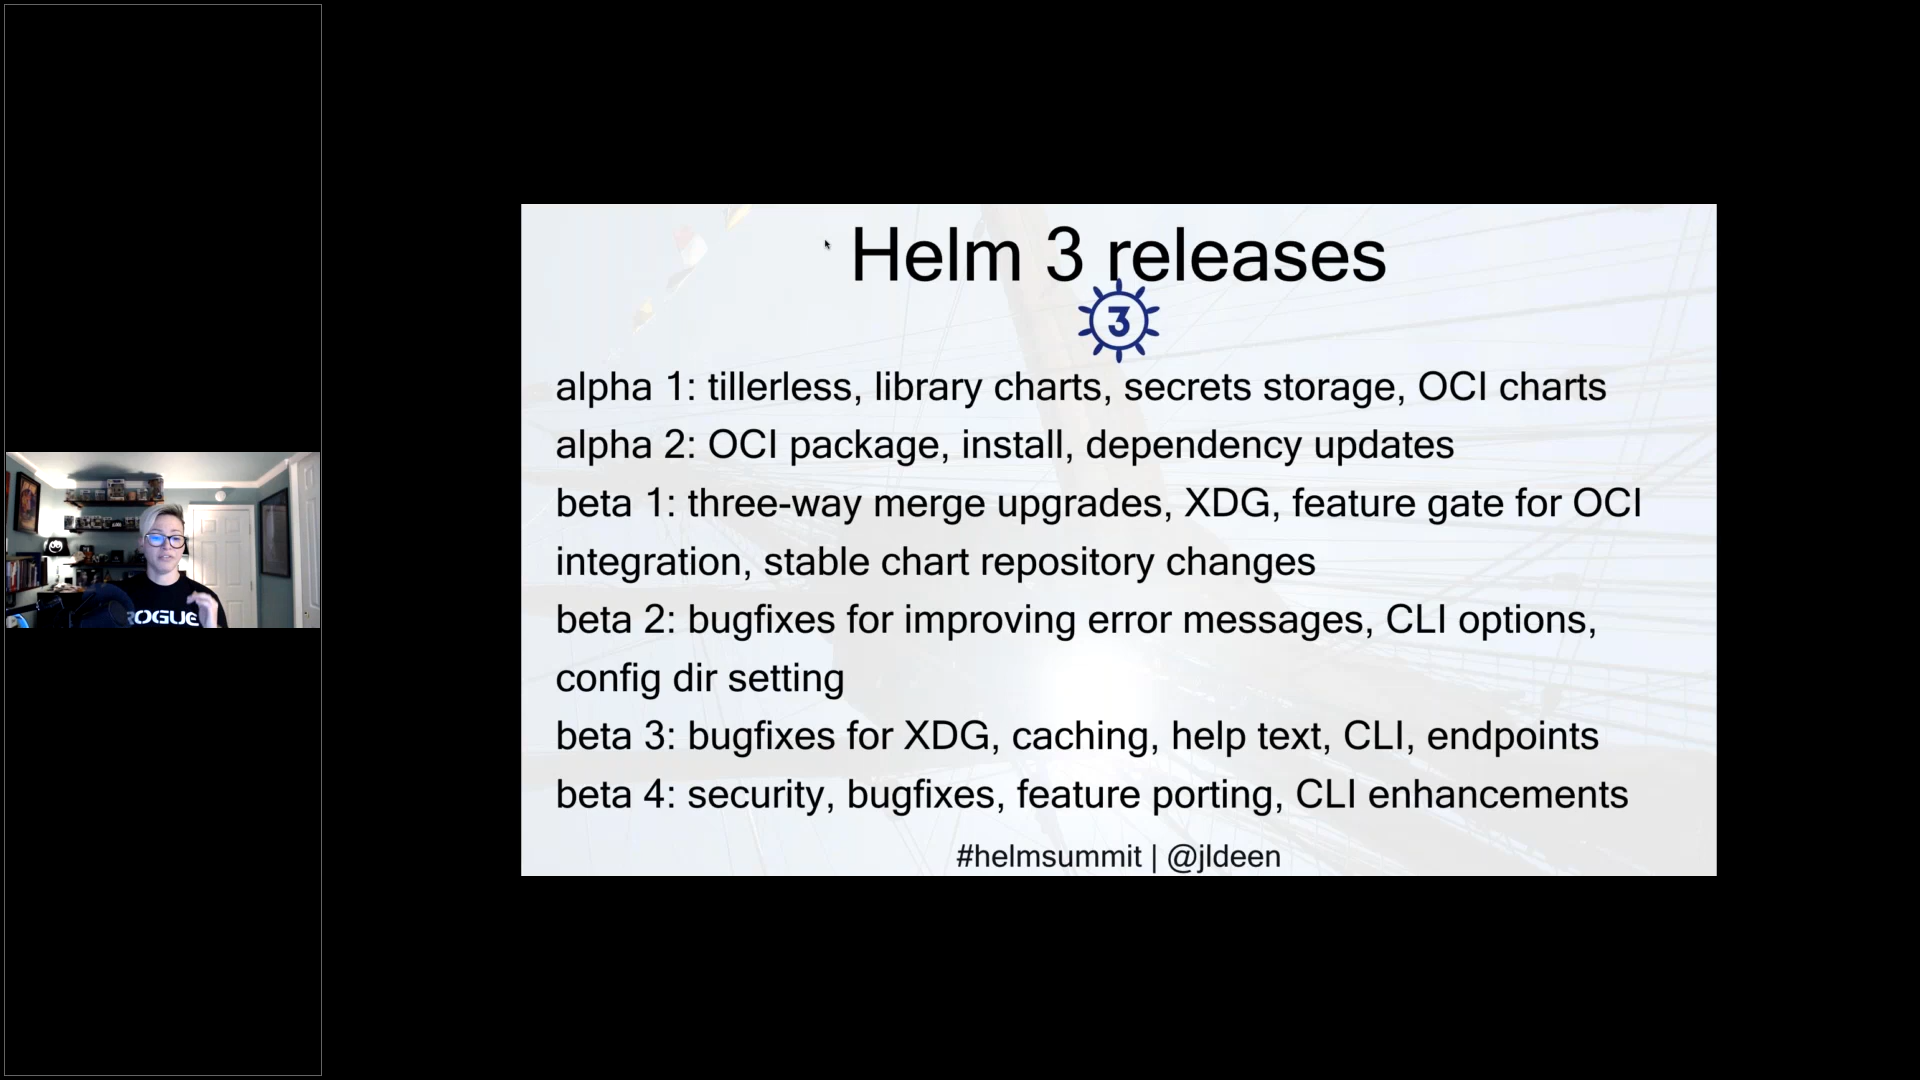 Helm 3 releases
3
alpha 1: tillerless, library charts, secrets storage, OCI charts
alpha 2: OCI package, install, dependency updates
beta 1: three-way merge upgrades, XDG, feature gate for OCI
integration, stable chart repository changes
beta 2: bugfixes for improving error messages, CLI options,
config dir setting
beta 3: bugfixes for XDG, caching, help text, CLI, endpoints
beta 4: security, bugfixes, feature porting, CLI enhancements
#helmsummit | @jldeen
ROGUE